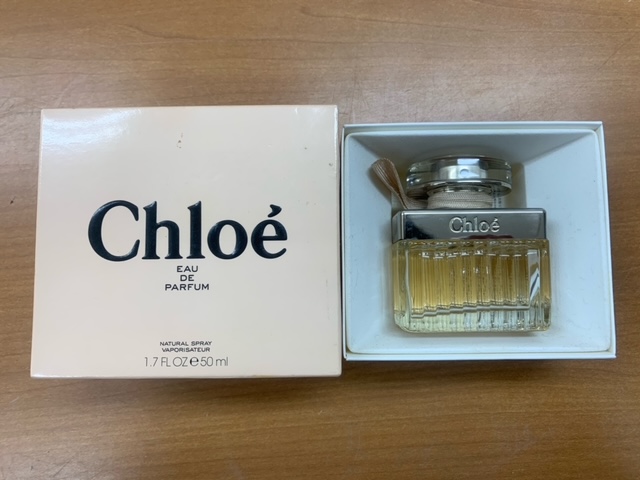 Chloé
EAU
DE
PARFUM
NATURAL SPRAY
VAPORISATEUR
1.7 FL OZ ℮ 50 ml
Chloé